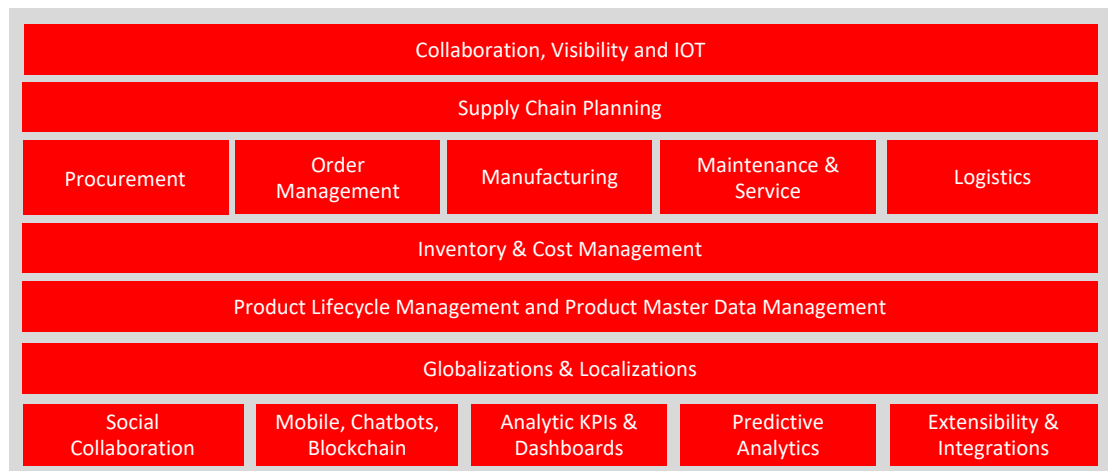 Collaboration, Visibility and IOT
Supply Chain Planning
Procurement
Order
Management
Manufacturing
Maintenance &
Service
Logistics
Inventory & Cost Management
Product Lifecycle Management and Product Master Data Management
Globalizations & Localizations
Social
Collaboration
Mobile, Chatbots,
Blockchain
Analytic KPIs &
Dashboards
Predictive
Analytics
Extensibility &
Integrations